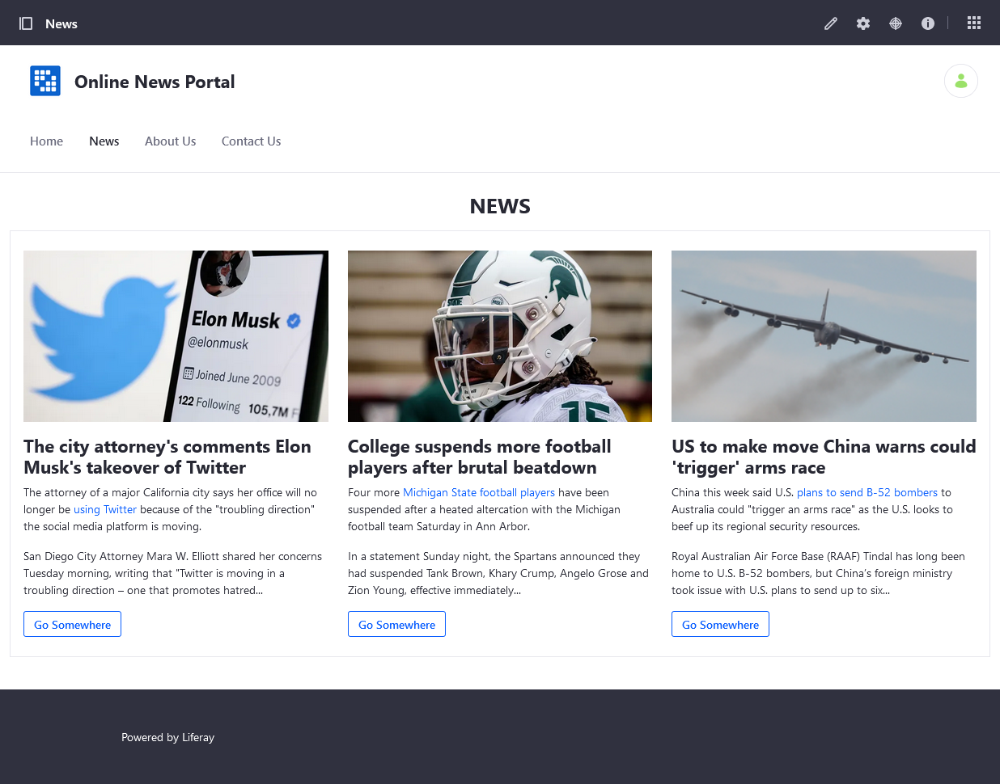 News
Online News Portal
Home
News
About Us
Contact Us
NEWS
Elon Musk
@elonmusk
Joined June 2009
122 Following 105,7M F
STATE
MSU
15
The city attorney's comments Elon
Musk's takeover of Twitter
The attorney of a major California city says her office will no
longer be using Twitter because of the "troubling direction"
the social media platform is moving.
San Diego City Attorney Mara W. Elliott shared her concerns
Tuesday morning, writing that "Twitter is moving in a
troubling direction – one that promotes hatred...
Go Somewhere
College suspends more football
players after brutal beatdown
Four more Michigan State football players have been
suspended after a heated altercation with the Michigan
football team Saturday in Ann Arbor.
In a statement Sunday night, the Spartans announced they
had suspended Tank Brown, Khary Crump, Angelo Grose and
Zion Young, effective immediately...
Go Somewhere
US to make move China warns could
'trigger' arms race
China this week said U.S. plans to send B-52 bombers to
Australia could "trigger an arms race" as the U.S. looks to
beef up its regional security resources.
Royal Australian Air Force Base (RAAF) Tindal has long been
home to U.S. B-52 bombers, but China’s foreign ministry
took issue with U.S. plans to send up to six...
Go Somewhere
Powered by Liferay